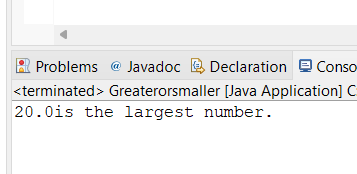 Problems @ Javadoc Declaration Conso
<terminated> Greaterorsmaller [Java Application] C
20.0is the largest number.